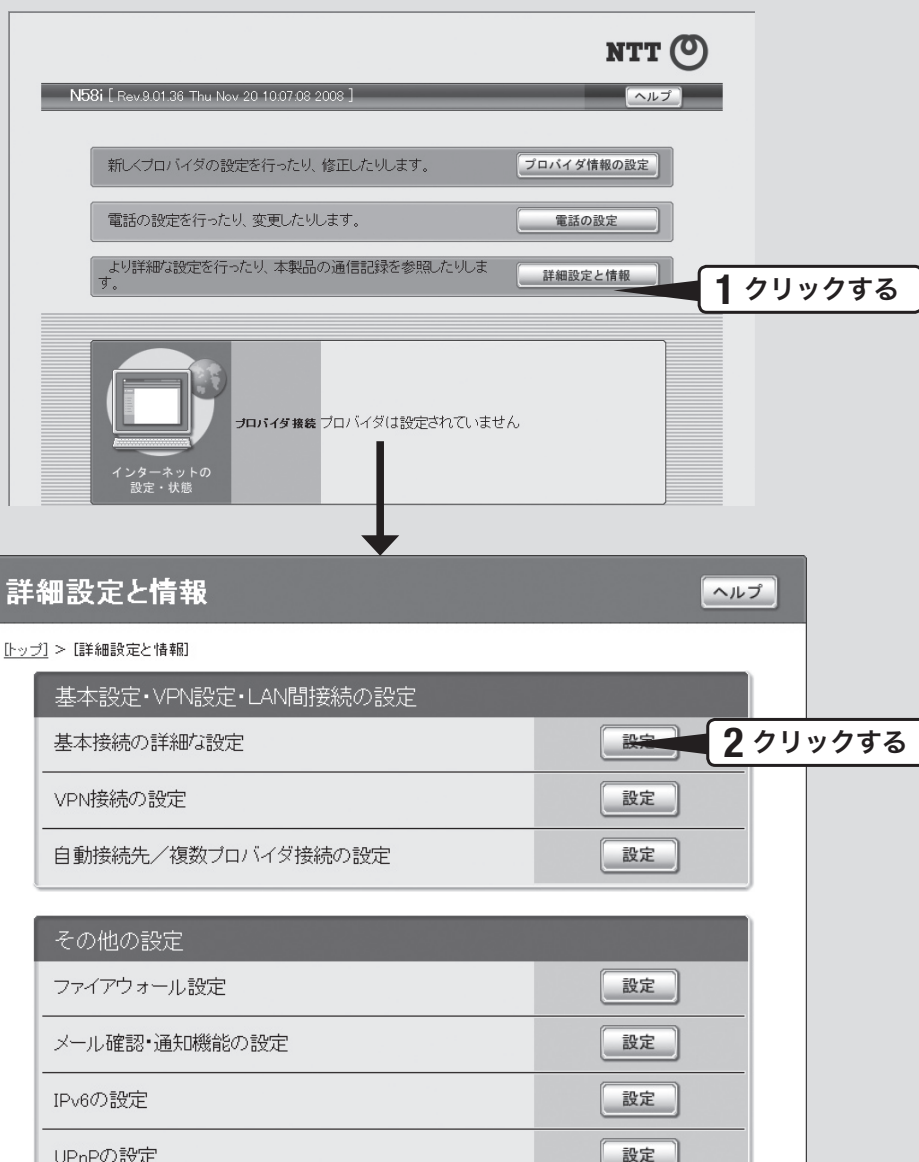 NTT
N58i [ Rev.9.01.36 Thu Nov 20 10:07:08 2008 ]
ヘルプ
新しくプロバイダの設定を行ったり、修正したりします。
プロバイダ情報の設定
電話の設定を行ったり、変更したりします。
電話の設定
より詳細な設定を行ったり、本製品の通信記録を参照したりしま
す。
詳細設定と情報
1 クリックする
プロバイダ接続 プロバイダは設定されていません
インターネットの
設定・状態
詳細設定と情報
ヘルプ
[トップ] > [詳細設定と情報]
基本設定・VPN設定・LAN間接続の設定
基本接続の詳細な設定
設定
2 クリックする
VPN接続の設定
設定
自動接続先／複数プロバイダ接続の設定
設定
その他の設定
ファイアウォール設定
設定
メール確認・通知機能の設定
設定
IPv6の設定
設定
UPnPの設定
設定